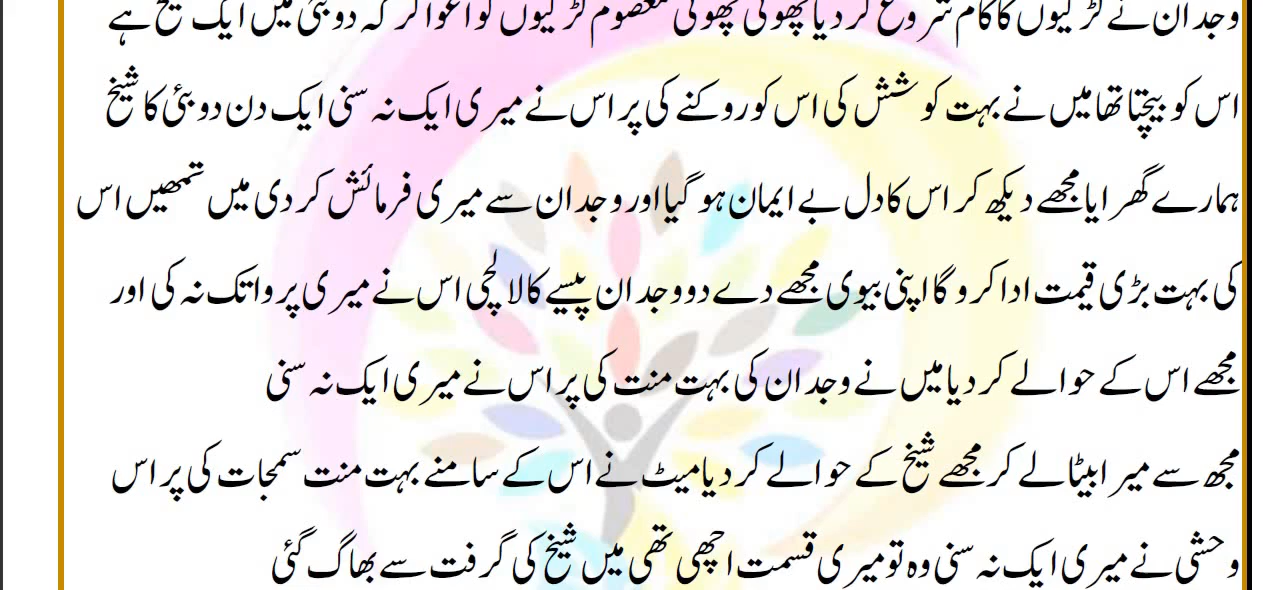 وجدان نے لڑکیوں کا کام شروع کر دیا چھوٹی چھوٹی معصوم لڑکیوں کو اغوا کر کہ دوبئی میں ایک شیخ ہے
اس کو بیچتا تھا میں نے بہت کوشش کی اس کو روکنے کی پر اس نے میری ایک نہ سنی ایک دن دوبئی کا شیخ
ہمارے گھر ایا مجھے دیکھ کر اس کا دل بے ایمان ہو گیا اور وجدان سے میری فرمائش کر دی میں تمھیں اس
کی بہت بڑی قیمت ادا کرو گا اپنی بیوی مجھے دے دو وجدان پیسے کا لالچی اس نے میری پروا تک نہ کی اور
مجھے اس کے حوالے کر دیا میں نے وجدان کی بہت منت کی پر اس نے میری ایک نہ سنی
مجھ سے میرا بیٹا لے کر مجھے شیخ کے حوالے کر دیا میٹ نے اس کے سامنے بہت منت سمجات کی پر اس
وحشی نے میری ایک نہ سنی وہ تو میری قسمت اچھی تھی میں شیخ کی گرفت سے بھاگ گئی